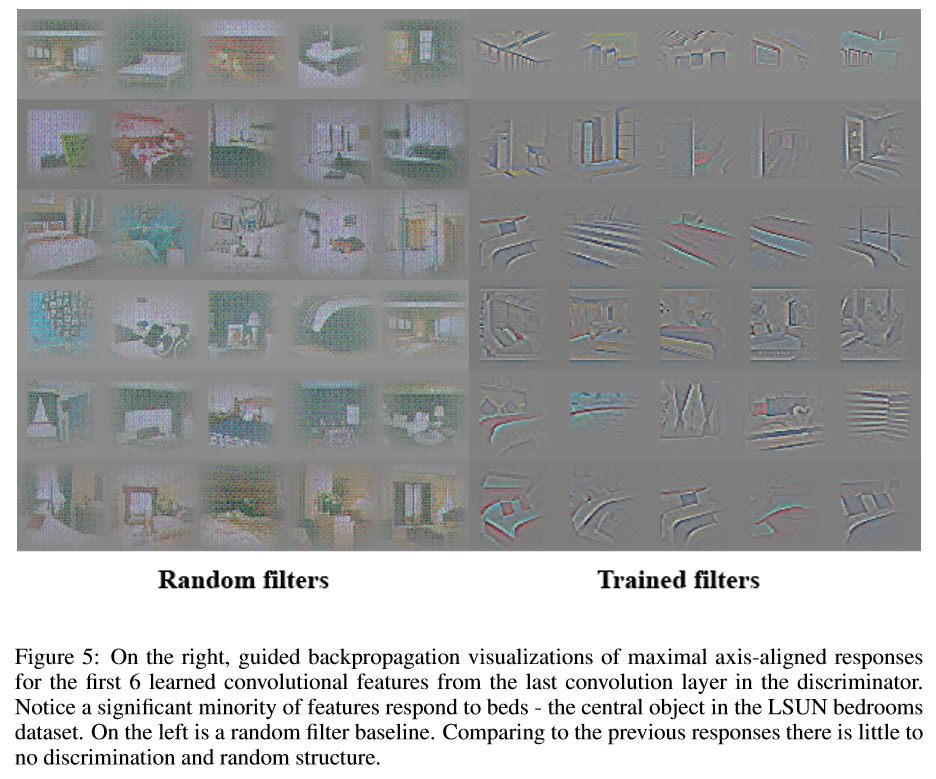 Random filters
Trained filters
Figure 5: On the right, guided backpropagation visualizations of maximal axis-aligned responses
for the first 6 learned convolutional features from the last convolution layer in the discriminator.
Notice a significant minority of features respond to beds - the central object in the LSUN bedrooms
dataset. On the left is a random filter baseline. Comparing to the previous responses there is little to
no discrimination and random structure.